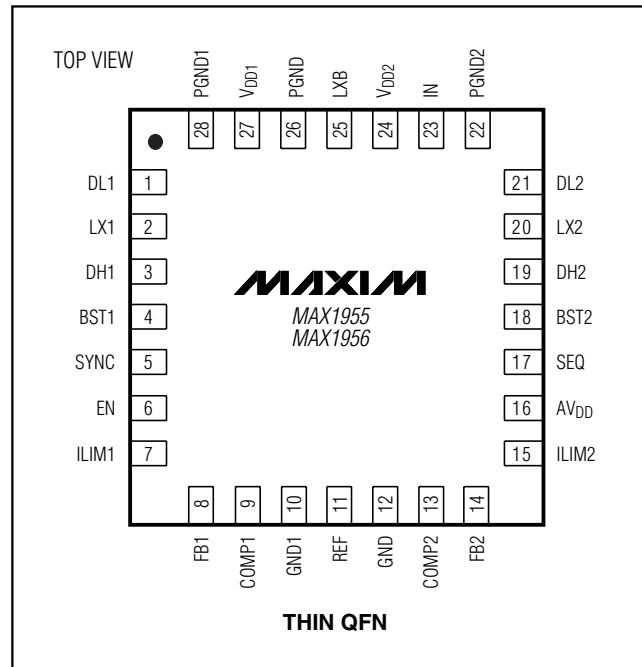 TOP VIEW
PGND1
VDD1
PGND
LXB
VDD2
IN
PGND2
28
27
26
25
24
23
22
DL1 1
LX1 2
DH1 3
BST1 4
SYNC 5
EN 6
ILIM1 7
MAXIM
MAX1955
MAX1956
21 DL2
20 LX2
19 DH2
18 BST2
17 SEQ
16 AVDD
15 ILIM2
8
9
10
11
12
13
14
FB1
COMP1
GND1
REF
GND
COMP2
FB2
THIN QFN